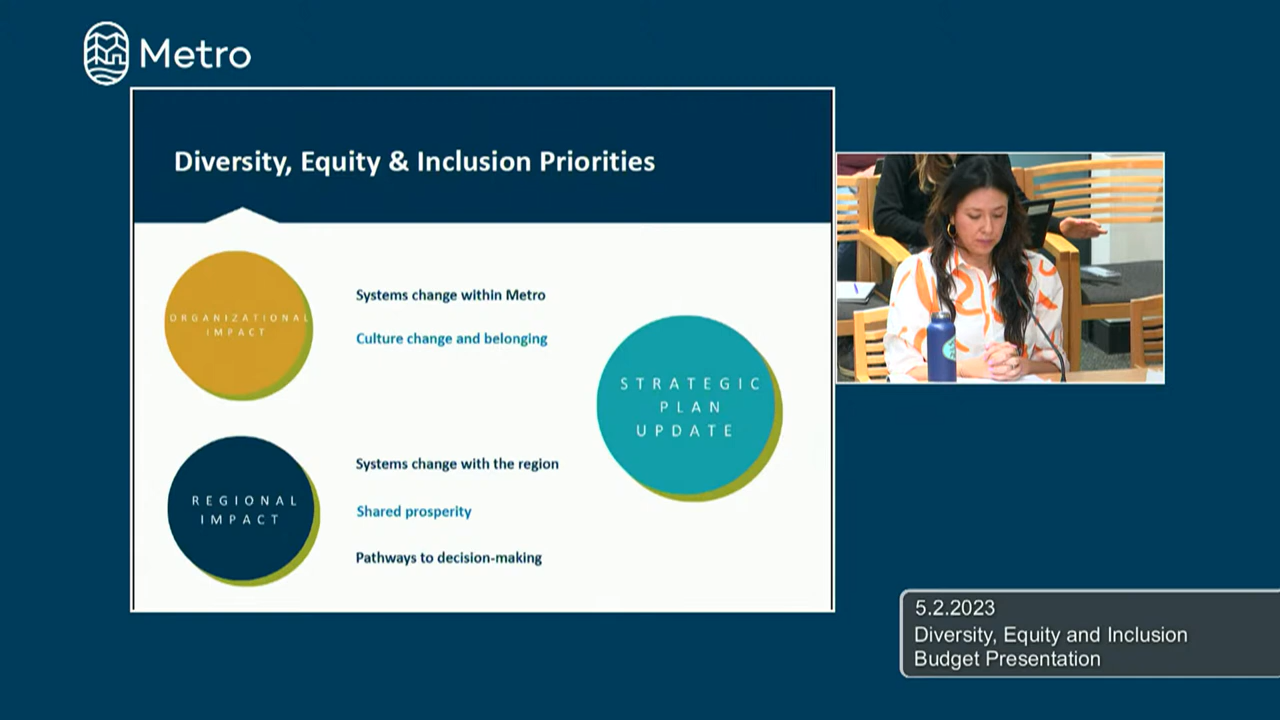 Metro
Diversity, Equity & Inclusion Priorities
ORGANIZATIONAL
IMPACT
Systems change within Metro
Culture change and belonging
STRATEGIC
PLAN
UPDATE
REGIONAL
IMPACT
Systems change with the region
Shared prosperity
Pathways to decision-making
5.2.2023
Diversity, Equity and Inclusion
Budget Presentation